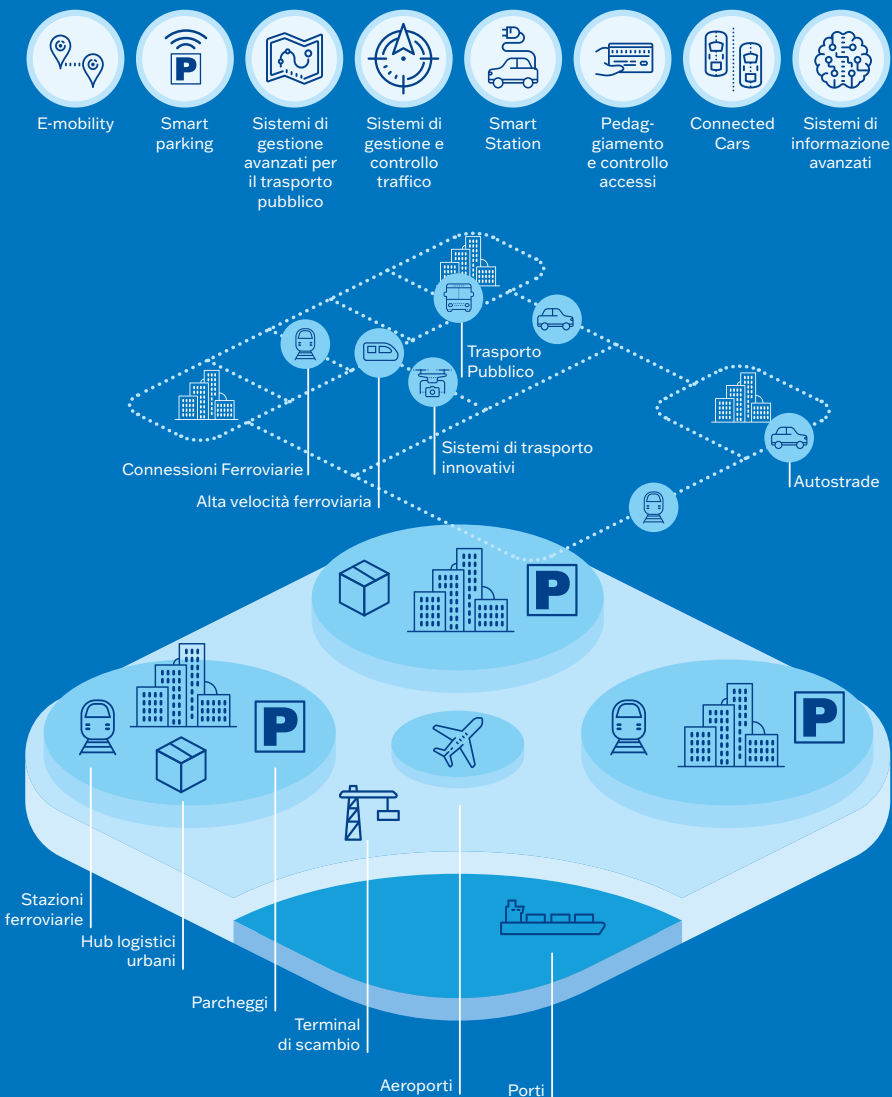 P
E-mobility
Smart
parking
Sistemi di
gestione
avanzati per
il trasporto
pubblico
Sistemi di
gestione e
controllo
traffico
Smart
Station
Pedag-
giamento
e controllo
accessi
Connected
Cars
Sistemi di
informazione
avanzati
Trasporto
Pubblico
Sistemi di trasporto
innovativi
Connessioni Ferroviarie
Alta velocità ferroviaria
Autostrade
P
P
P
Stazioni
ferroviarie
Hub logistici
urbani
Parcheggi
Terminal
di scambio
Aeroporti
Porti